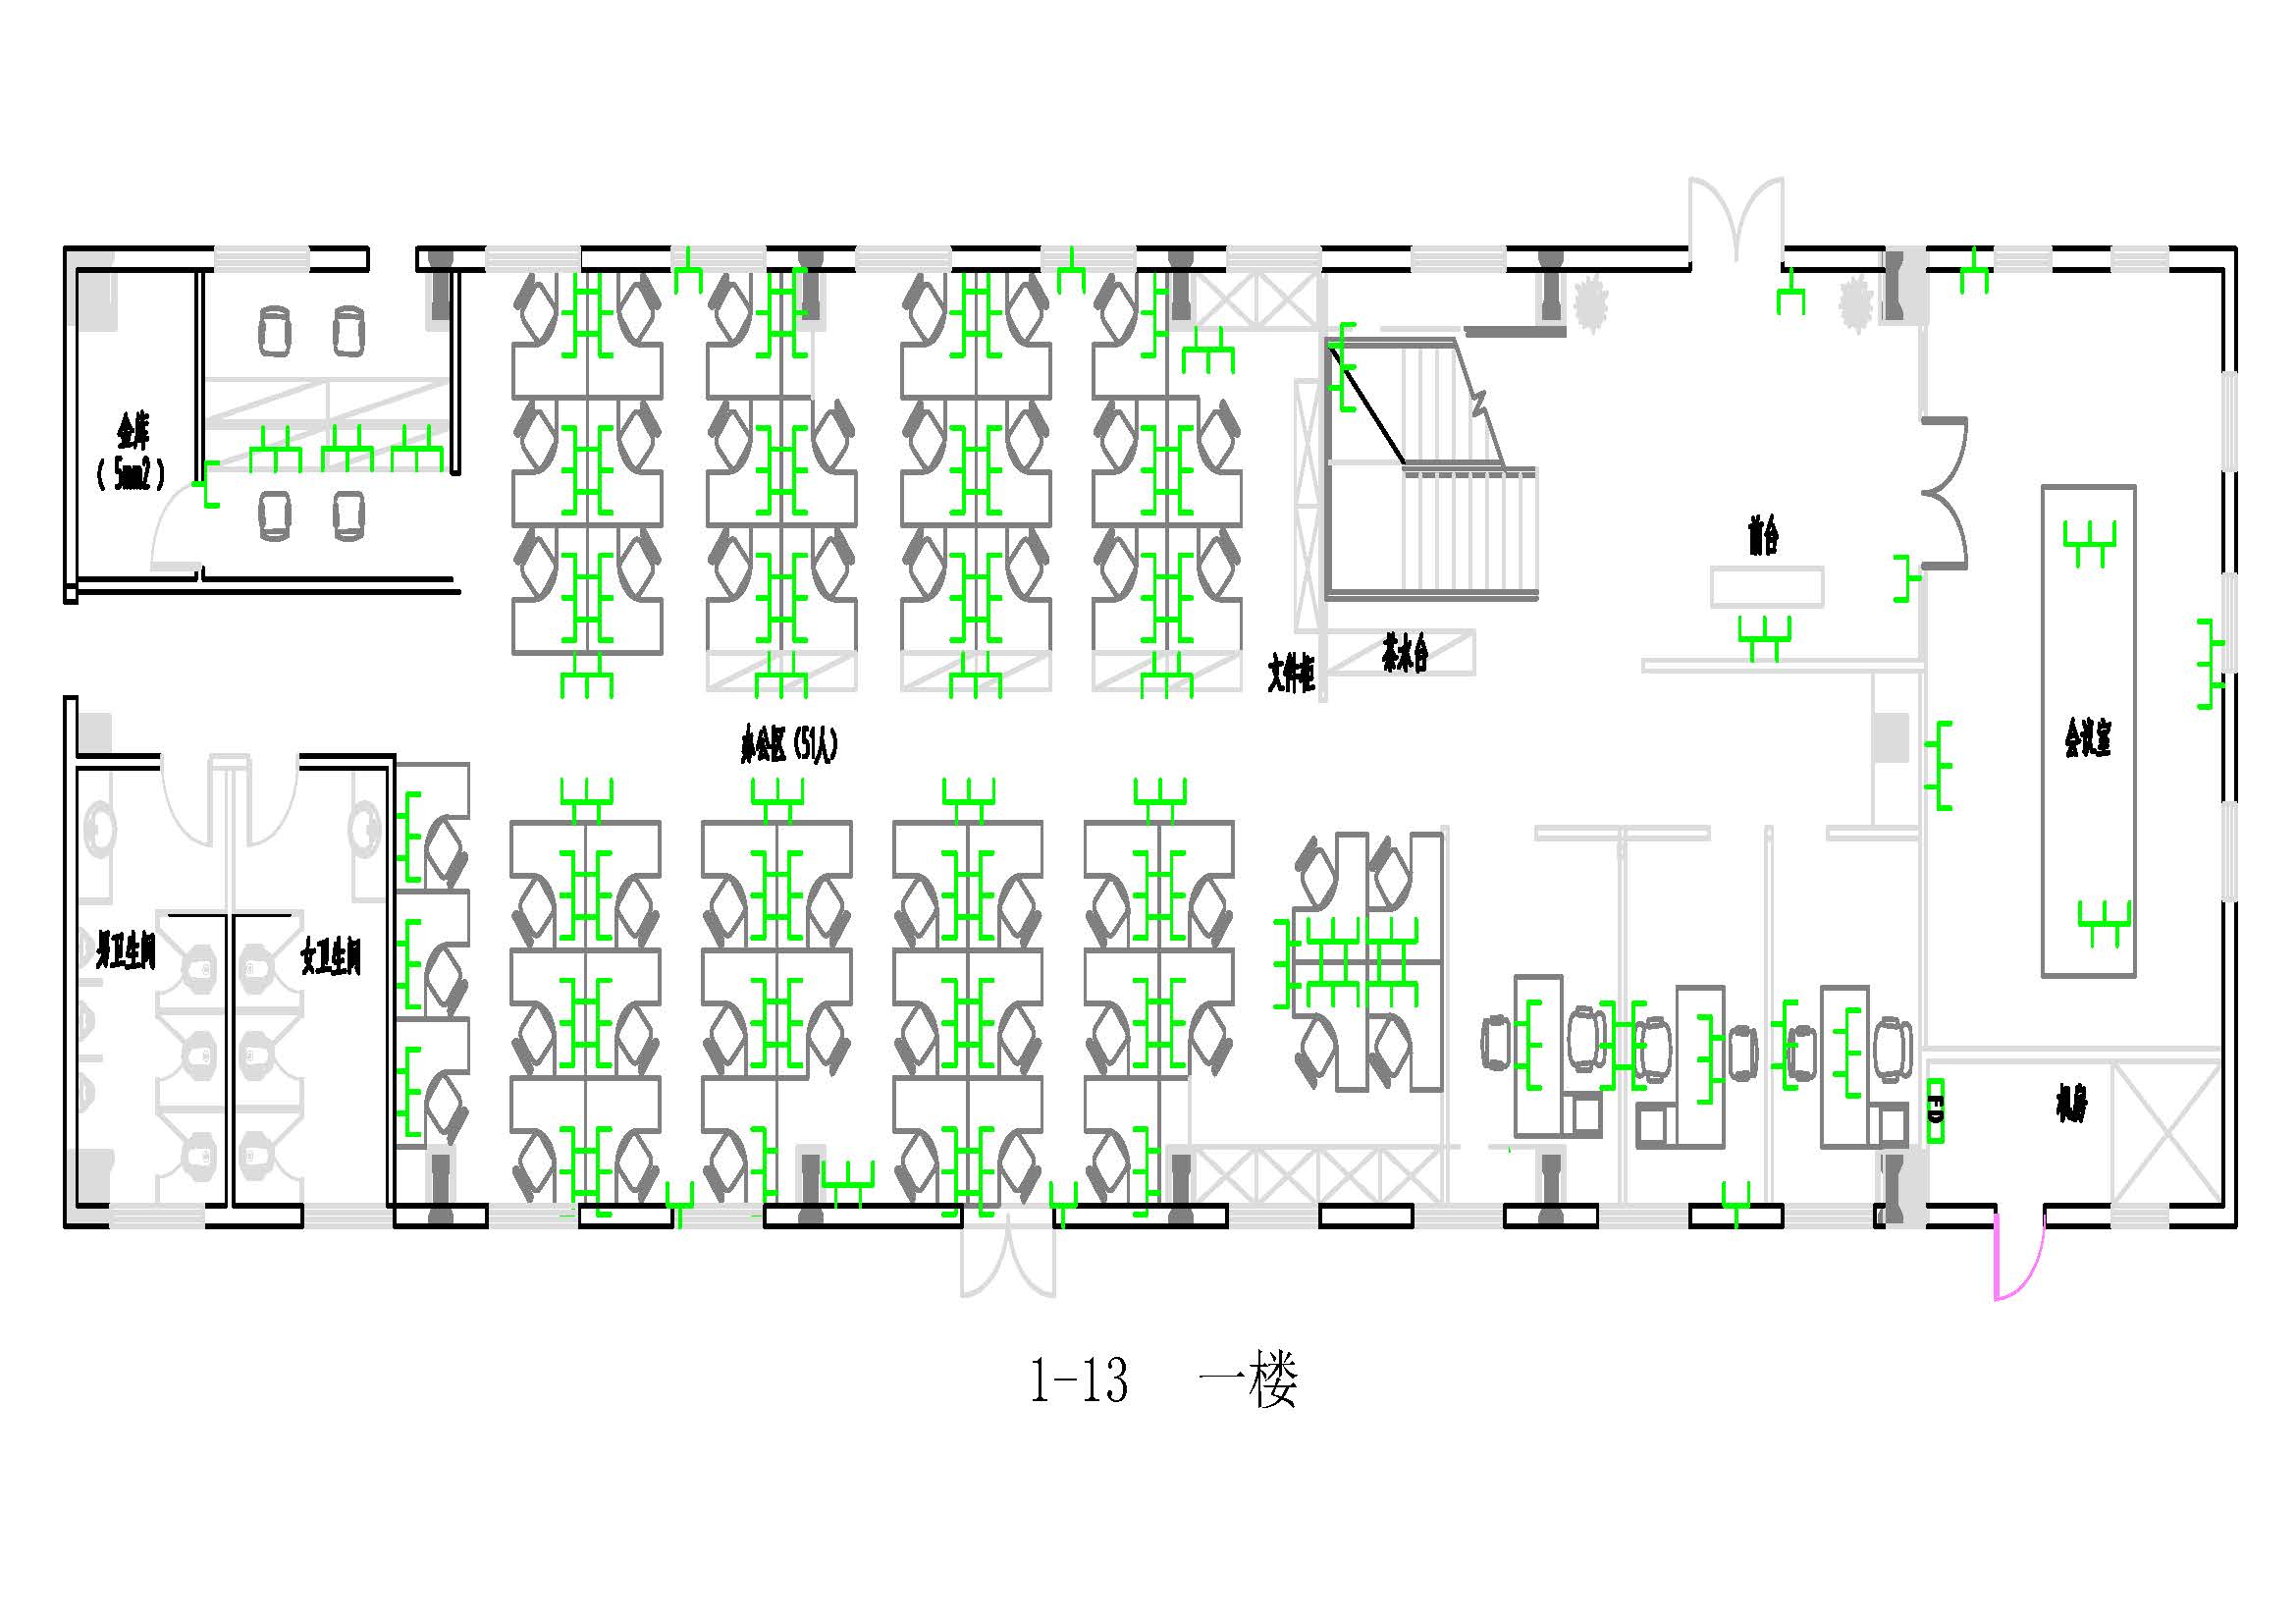 金库
(5mm2)
前台
茶水台
文件柜
办公区(51人)
会议室
男卫生间
女卫生间
机房
FD
1-13 一楼